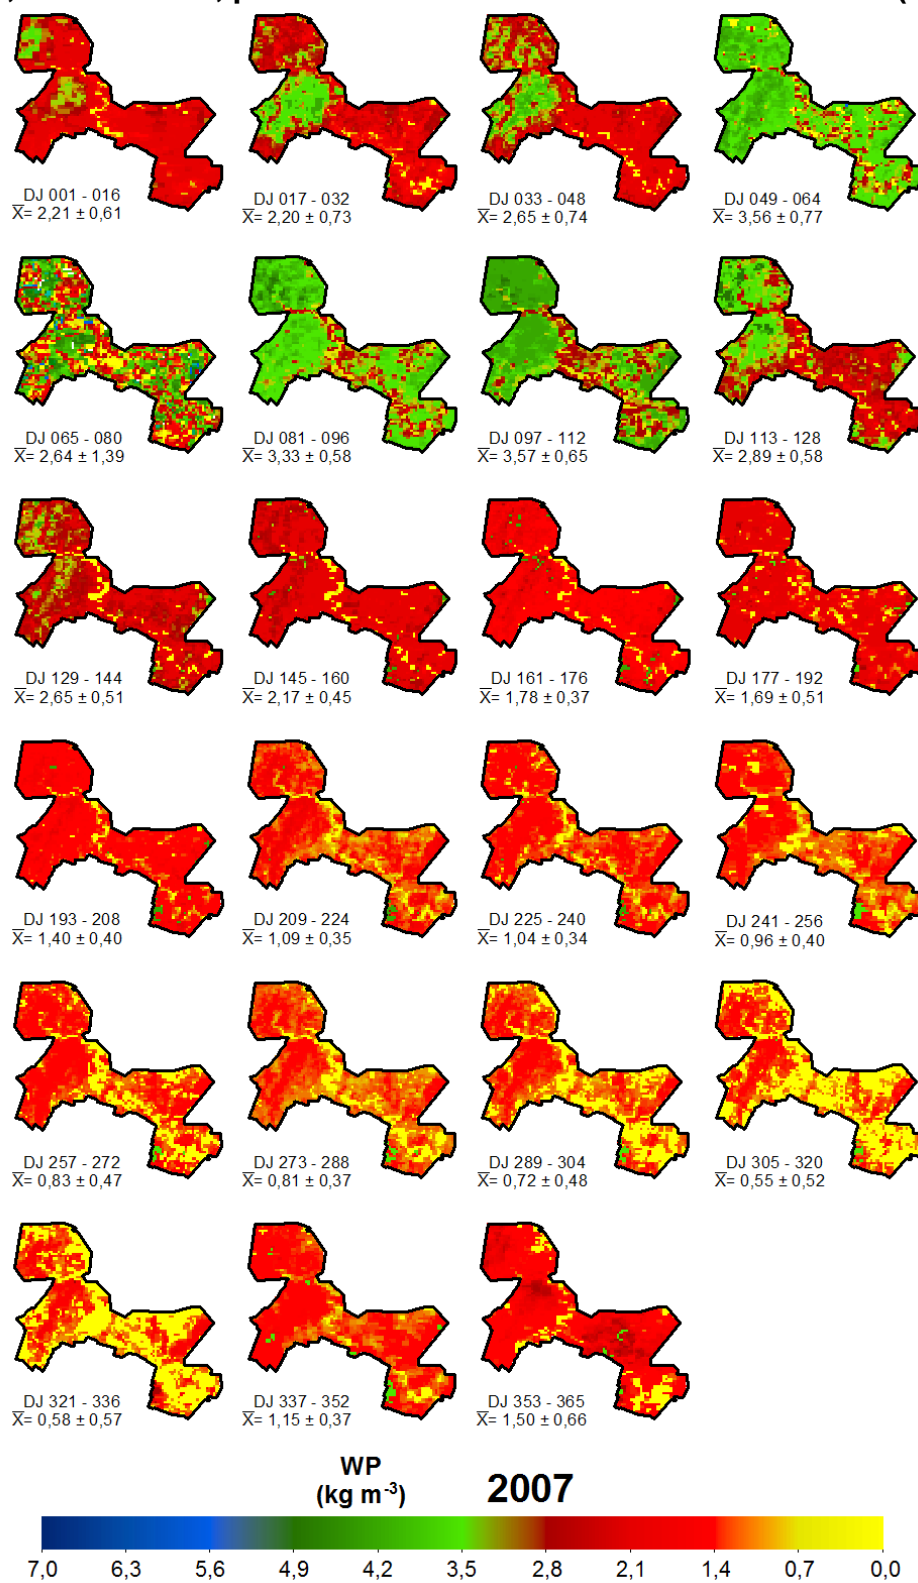 DJ 001 - 016
X= 2,21 ± 0,61
DJ 017 - 032
X= 2,20 ± 0,73
DJ 033 - 048
X= 2,65 ± 0,74
DJ 049 - 064
X= 3,56 ± 0,77
DJ 065 - 080
X= 2,64 ± 1,39
DJ 081 - 096
X= 3,33 ± 0,58
DJ 097 - 112
X= 3,57 ± 0,65
DJ 113 - 128
X= 2,89 ± 0,58
DJ 129 - 144
X= 2,65 ± 0,51
DJ 145 - 160
X= 2,17 ± 0,45
DJ 161 - 176
X= 1,78 ± 0,37
DJ 177 - 192
X= 1,69 ± 0,51
DJ 193 - 208
X= 1,40 ± 0,40
DJ 209 - 224
X= 1,09 ± 0,35
DJ 225 - 240
X= 1,04 ± 0,34
DJ 241 - 256
X= 0,96 ± 0,40
DJ 257 - 272
X= 0,83 ± 0,47
DJ 273 - 288
X= 0,81 ± 0,37
DJ 289 - 304
X= 0,72 ± 0,48
DJ 305 - 320
X= 0,55 ± 0,52
DJ 321 - 336
X= 0,58 ± 0,57
DJ 337 - 352
X= 1,15 ± 0,37
DJ 353 - 365
X= 1,50 ± 0,66
WP
(kg m⁻³)
2007
7,0 6,3 5,6 4,9 4,2 3,5 2,8 2,1 1,4 0,7 0,0